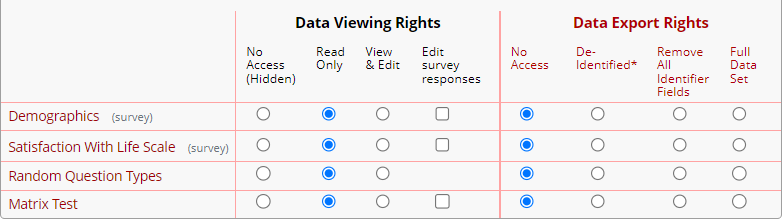 Data Viewing Rights Data Export Rights
No Access (Hidden) Read Only View & Edit Edit survey responses No Access De-Identified* Remove All Identifier Fields Full Data Set
Demographics (survey)
Satisfaction With Life Scale (survey)
Random Question Types
Matrix Test